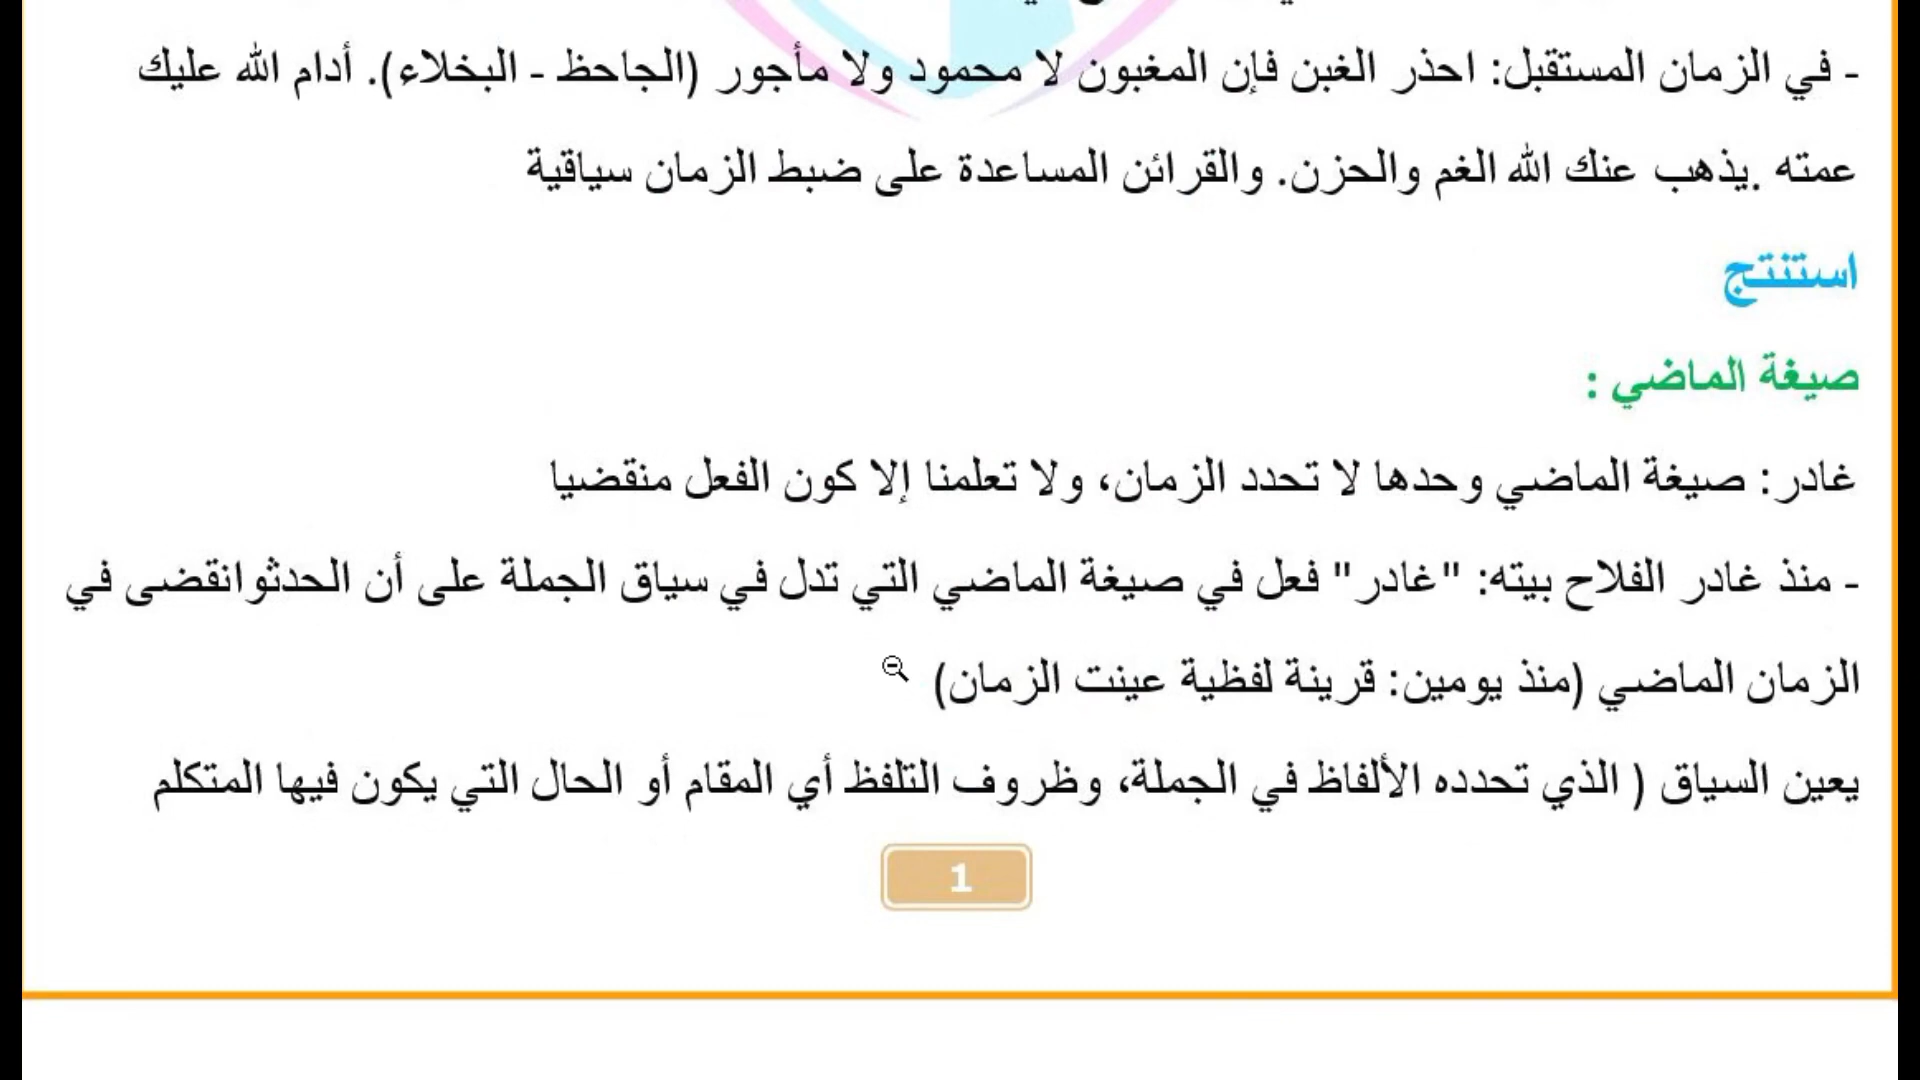 - في الزمان المستقبل: احذر الغبن فإن المغبون لا محمود ولا مأجور (الجاحظ - البخلاء). أدام الله عليك
عمته .يذهب عنك الله الغم والحزن. والقرائن المساعدة على ضبط الزمان سياقية
استنتج
صيغة الماضي :
غادر: صيغة الماضي وحدها لا تحدد الزمان، ولا تعلمنا إلا كون الفعل منقضيا
- منذ غادر الفلاح بيته: "غادر" فعل في صيغة الماضي التي تدل في سياق الجملة على أن الحدثوانقضى في
الزمان الماضي (منذ يومين: قرينة لفظية عينت الزمان)
يعين السياق ( الذي تحدده الألفاظ في الجملة، وظروف التلفظ أي المقام أو الحال التي يكون فيها المتكلم
1